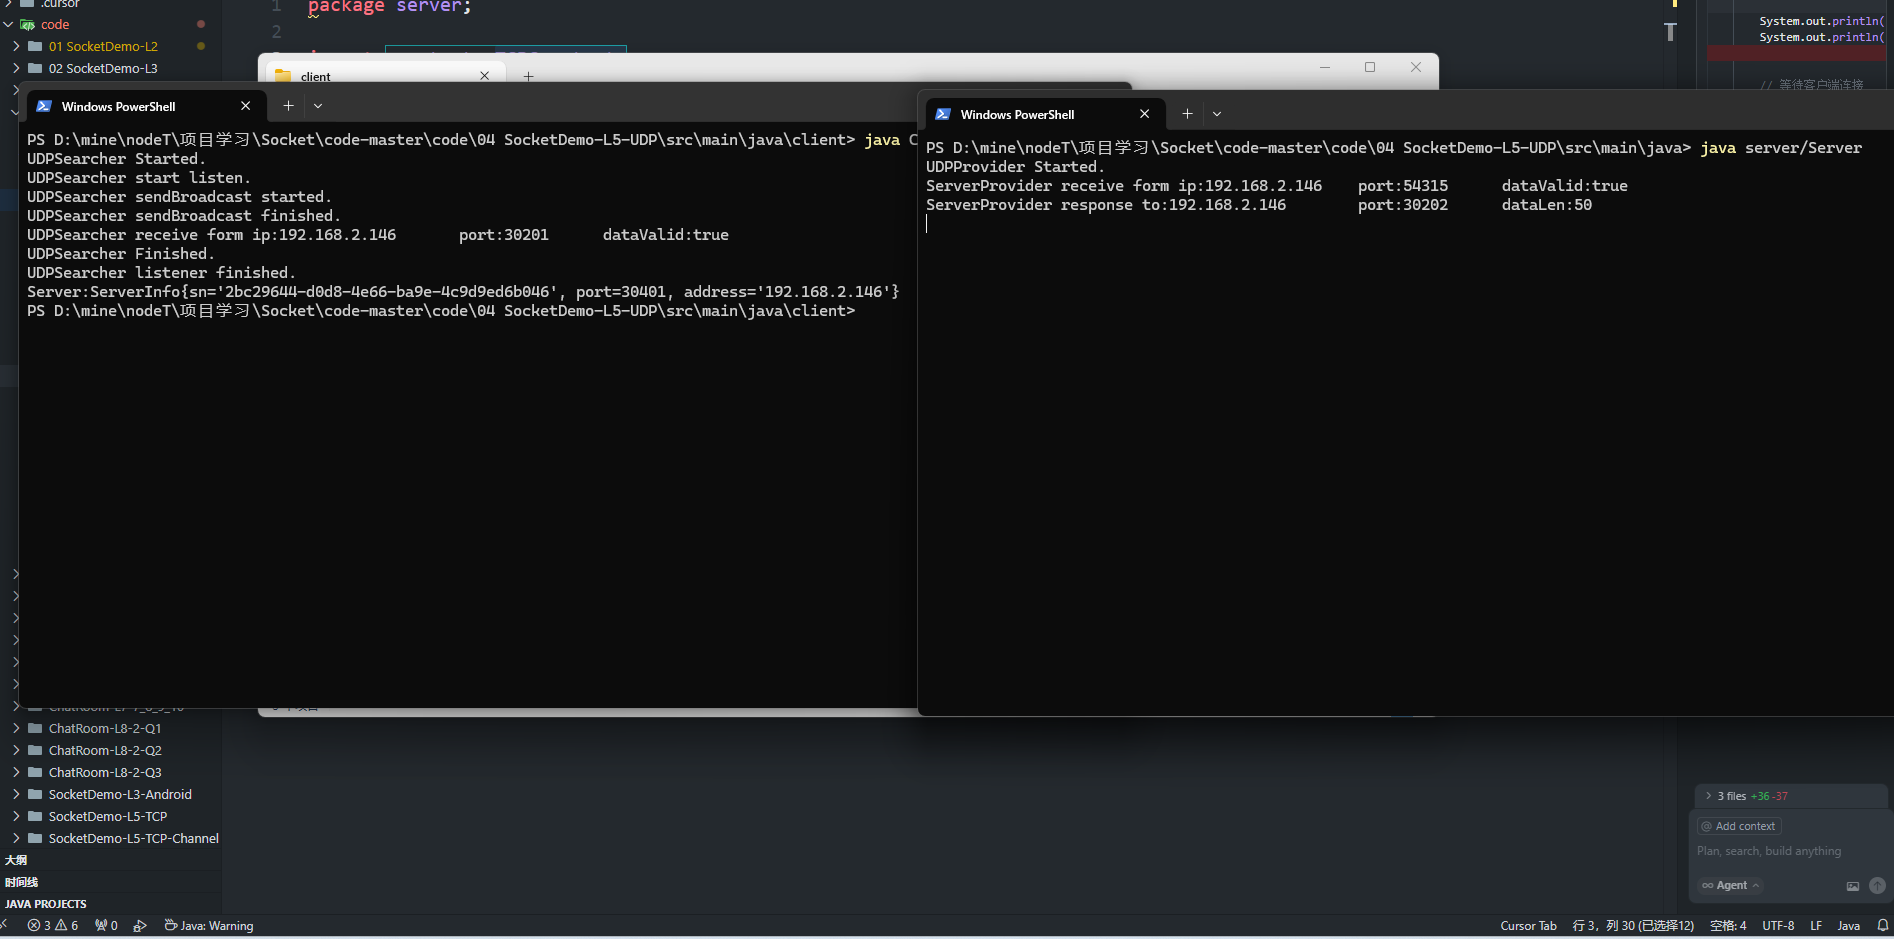 .cursor
code
01 SocketDemo-L2
02 SocketDemo-L3
1 package server;
2
System.out.println(
System.out.println(
// 等待客户端连接
client
Windows PowerShell
PS D:\mine\nodeT\项目学习\Socket\code-master\code\04 SocketDemo-L5-UDP\src\main\java\client> java C
UDPSearcher Started.
UDPSearcher start listen.
UDPSearcher sendBroadcast started.
UDPSearcher sendBroadcast finished.
UDPSearcher receive form ip:192.168.2.146 port:30201 dataValid:true
UDPSearcher Finished.
UDPSearcher listener finished.
Server:ServerInfo{sn='2bc29644-d0d8-4e66-ba9e-4c9d9ed6b046', port=30401, address='192.168.2.146'}
PS D:\mine\nodeT\项目学习\Socket\code-master\code\04 SocketDemo-L5-UDP\src\main\java\client>
Windows PowerShell
PS D:\mine\nodeT\项目学习\Socket\code-master\code\04 SocketDemo-L5-UDP\src\main\java> java server/Server
UDPProvider Started.
ServerProvider receive form ip:192.168.2.146 port:54315 dataValid:true
ServerProvider response to:192.168.2.146 port:30202 dataLen:50
ChatRoom-L8-2-Q1
ChatRoom-L8-2-Q2
ChatRoom-L8-2-Q3
SocketDemo-L3-Android
SocketDemo-L5-TCP
SocketDemo-L5-TCP-Channel
大纲
时间线
JAVA PROJECTS
3 files +36 -37
@ Add context
Plan, search, build anything
Agent
3 6 0 Java: Warning
Cursor Tab 行 3，列 30 (已选择12) 空格: 4 UTF-8 LF Java